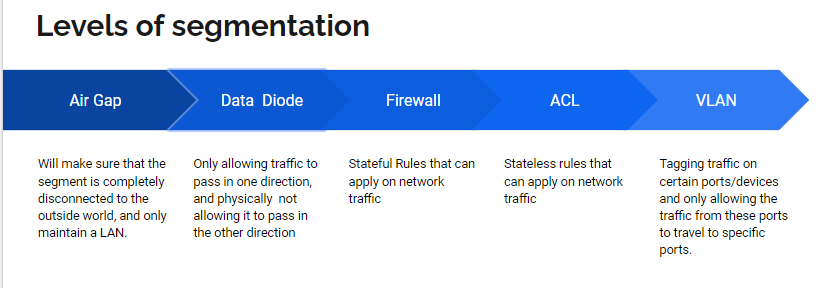 Levels of segmentation
Air Gap
Data Diode
Firewall
ACL
VLAN
Will make sure that the
segment is completely
disconnected to the
outside world, and only
maintain a LAN.
Only allowing traffic to
pass in one direction,
and physically not
allowing it to pass in
the other direction
Stateful Rules that can
apply on network
traffic
Stateless rules that
can apply on network
traffic
Tagging traffic on
certain ports/devices
and only allowing the
traffic from these ports
to travel to specific
ports.